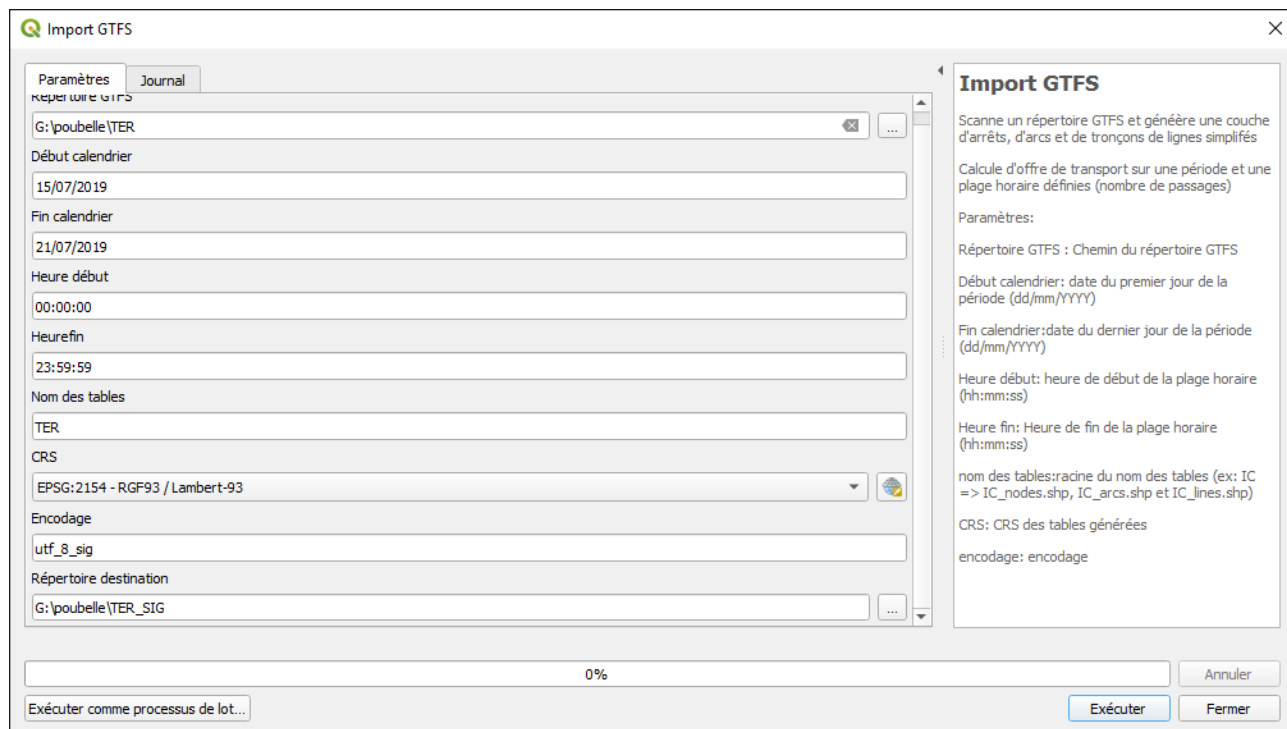 Import GTFS
Paramètres
Journal
Répertoire GTFS
G:\poubelle\TER
...
Début calendrier
15/07/2019
Fin calendrier
21/07/2019
Heure début
00:00:00
Heurefin
23:59:59
Nom des tables
TER
CRS
EPSG:2154 - RGF93 / Lambert-93
Encodage
utf_8_sig
Répertoire destination
G:\poubelle\TER_SIG
...
Import GTFS
Scanne un répertoire GTFS et généère une couche
d'arrêts, d'arcs et de tronçons de lignes simplifés
Calcule d'offre de transport sur une période et une
plage horaire définies (nombre de passages)
Paramètres:
Répertoire GTFS : Chemin du répertoire GTFS
Début calendrier: date du premier jour de la
période (dd/mm/YYYY)
Fin calendrier:date du dernier jour de la période
(dd/mm/YYYY)
Heure début: heure de début de la plage horaire
(hh:mm:ss)
Heure fin: Heure de fin de la plage horaire
(hh:mm:ss)
nom des tables:racine du nom des tables (ex: IC
=> IC_nodes.shp, IC_arcs.shp et IC_lines.shp)
CRS: CRS des tables générées
encodage: encodage
0%
Annuler
Exécuter comme processus de lot...
Exécuter
Fermer